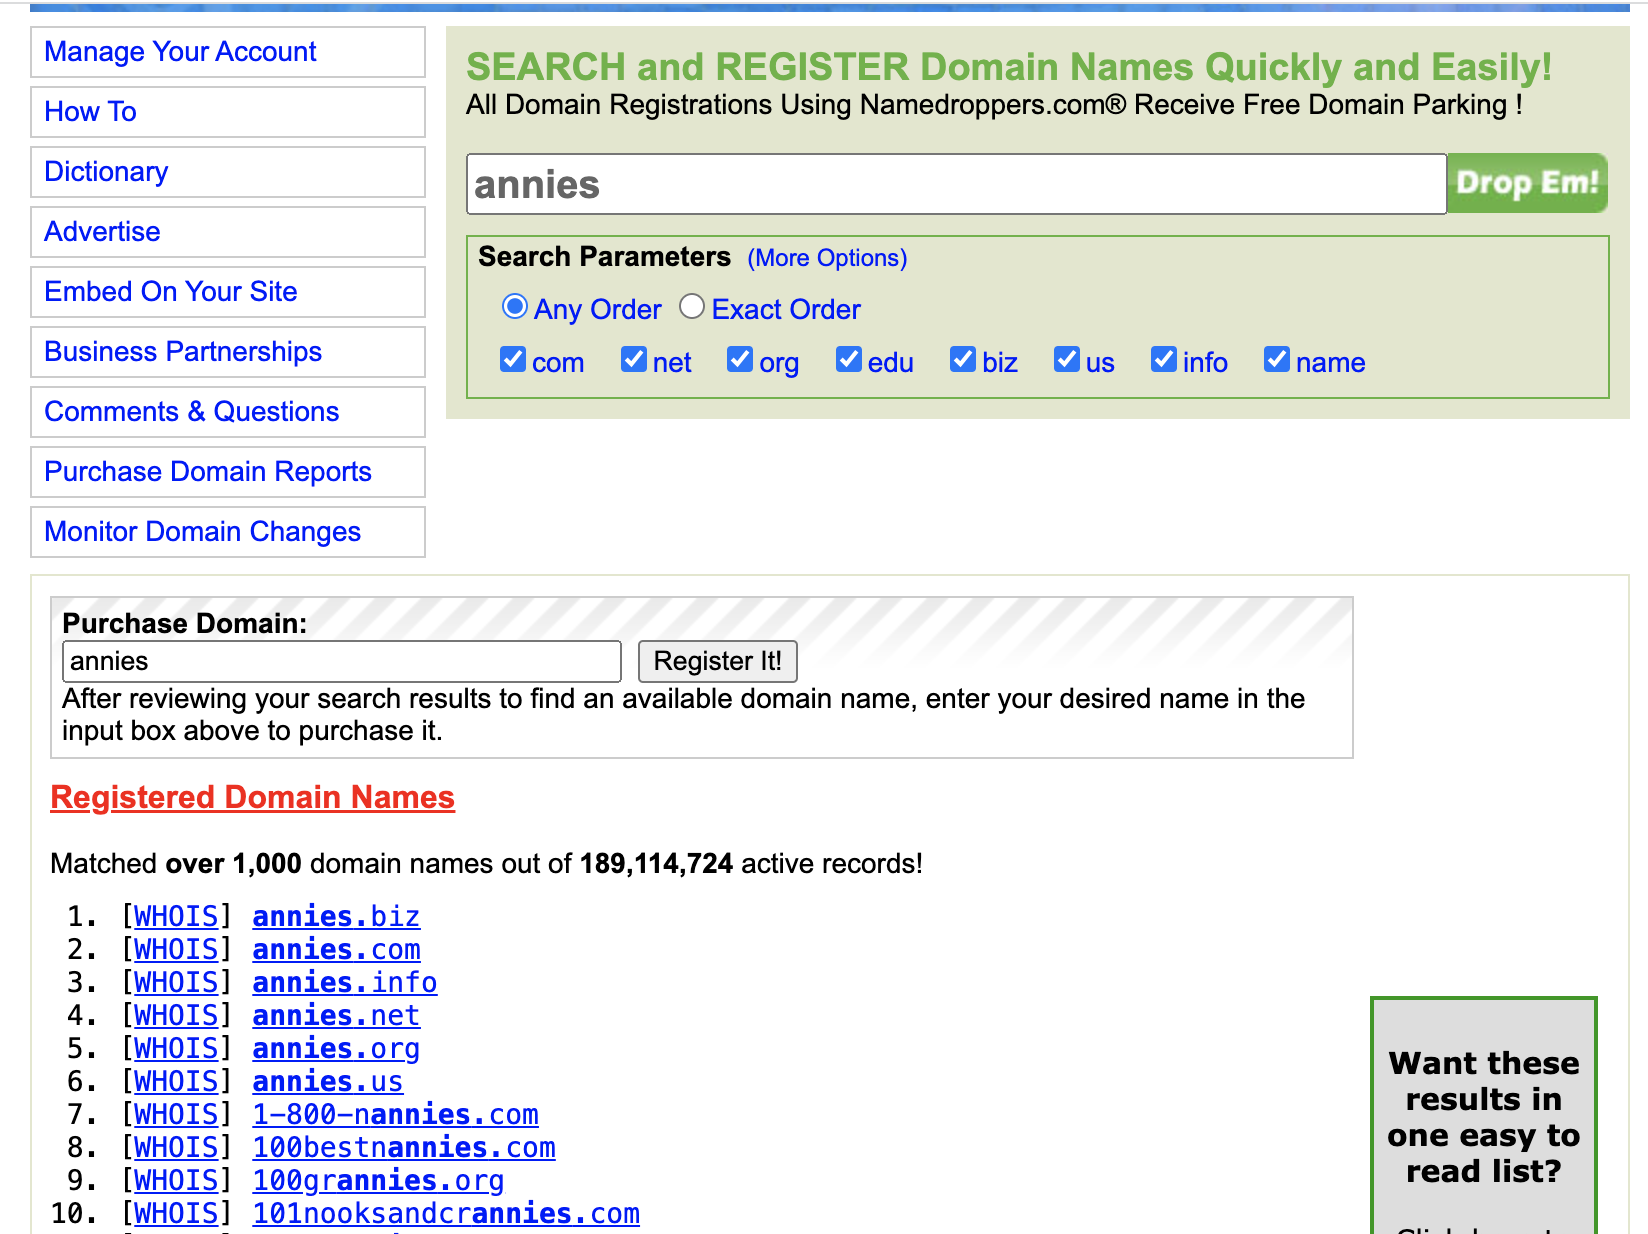 Manage Your Account
How To
Dictionary
Advertise
Embed On Your Site
Business Partnerships
Comments & Questions
Purchase Domain Reports
Monitor Domain Changes
SEARCH and REGISTER Domain Names Quickly and Easily!
All Domain Registrations Using Namedroppers.com® Receive Free Domain Parking !
annies Drop Em!
Search Parameters (More Options)
Any Order Exact Order
com net org edu biz us info name
Purchase Domain:
annies Register It!
After reviewing your search results to find an available domain name, enter your desired name in the
input box above to purchase it.
Registered Domain Names
Matched over 1,000 domain names out of 189,114,724 active records!
1. [WHOIS] annies.biz
2. [WHOIS] annies.com
3. [WHOIS] annies.info
4. [WHOIS] annies.net
5. [WHOIS] annies.org
6. [WHOIS] annies.us
7. [WHOIS] 1-800-nannies.com
8. [WHOIS] 100bestnannies.com
9. [WHOIS] 100grannies.org
10. [WHOIS] 101nooksandcrannies.com
Want these
results in
one easy to
read list?